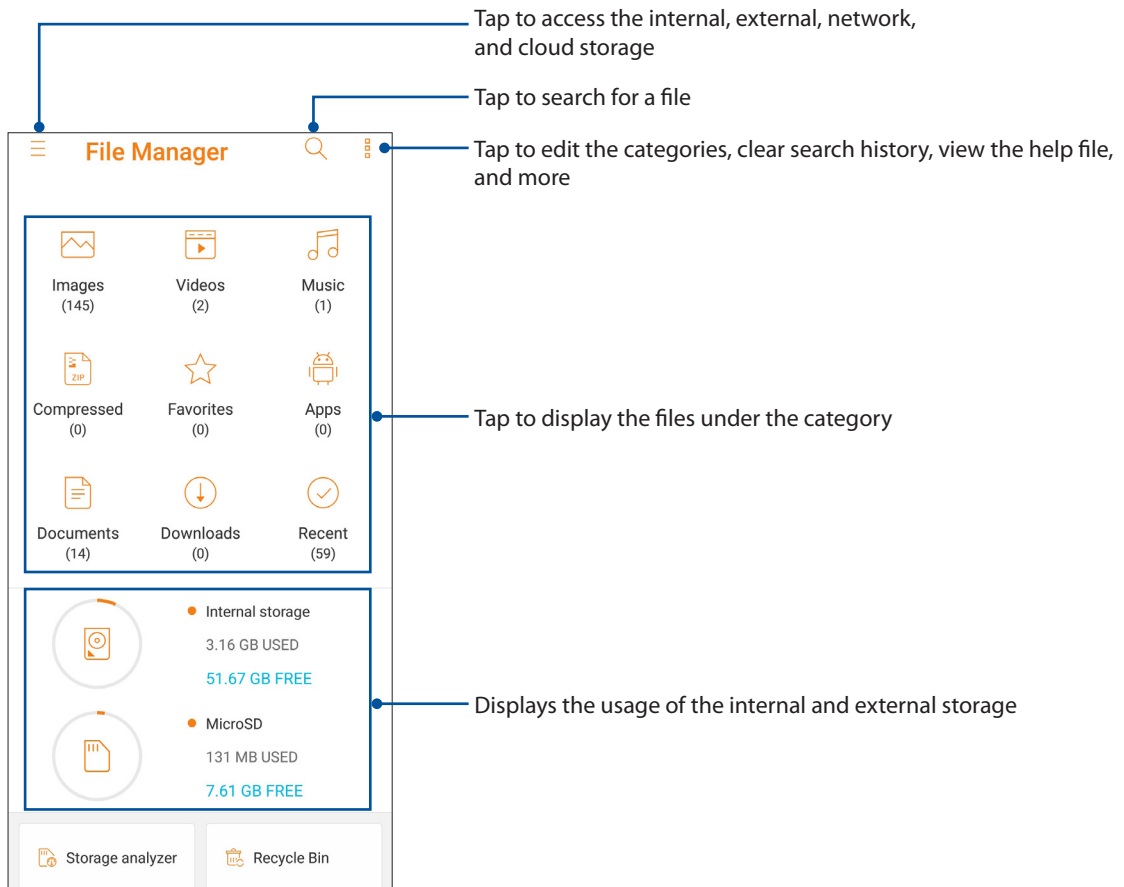 Tap to access the internal, external, network,
and cloud storage
Tap to search for a file
File Manager
Tap to edit the categories, clear search history, view the help file,
and more
Images
(145)
Videos
(2)
Music
(1)
ZIP
Compressed
(0)
Favorites
(0)
Apps
(0)
Tap to display the files under the category
Documents
(14)
Downloads
(0)
Recent
(59)
Internal storage
3.16 GB USED
51.67 GB FREE
Displays the usage of the internal and external storage
MicroSD
131 MB USED
7.61 GB FREE
Storage analyzer
Recycle Bin